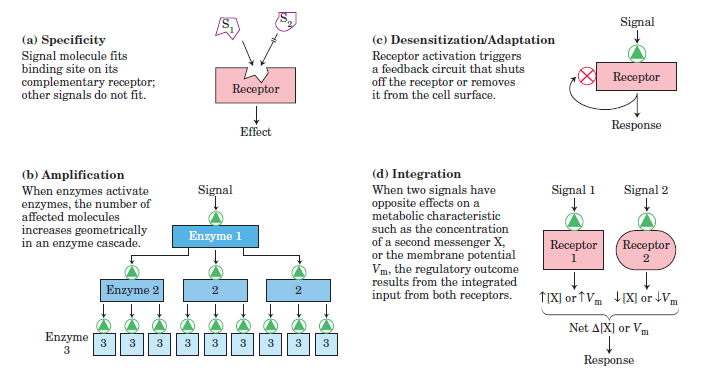 (a) Specificity
Signal molecule fits
binding site on its
complementary receptor;
other signals do not fit.
S1
S2
Receptor
Effect
(c) Desensitization/Adaptation
Receptor activation triggers
a feedback circuit that shuts
off the receptor or removes
it from the cell surface.
Signal
Receptor
Response
(b) Amplification
When enzymes activate
enzymes, the number of
affected molecules
increases geometrically
in an enzyme cascade.
Signal
Enzyme 1
Enzyme 2
2
2
Enzyme
3
3 3 3 3 3 3 3 3 3
(d) Integration
When two signals have
opposite effects on a
metabolic characteristic
such as the concentration
of a second messenger X,
or the membrane potential
Vm, the regulatory outcome
results from the integrated
input from both receptors.
Signal 1 Signal 2
Receptor
1
Receptor
2
↑[X] or ↑Vm ↓[X] or ↓Vm
Net Δ[X] or Vm
Response